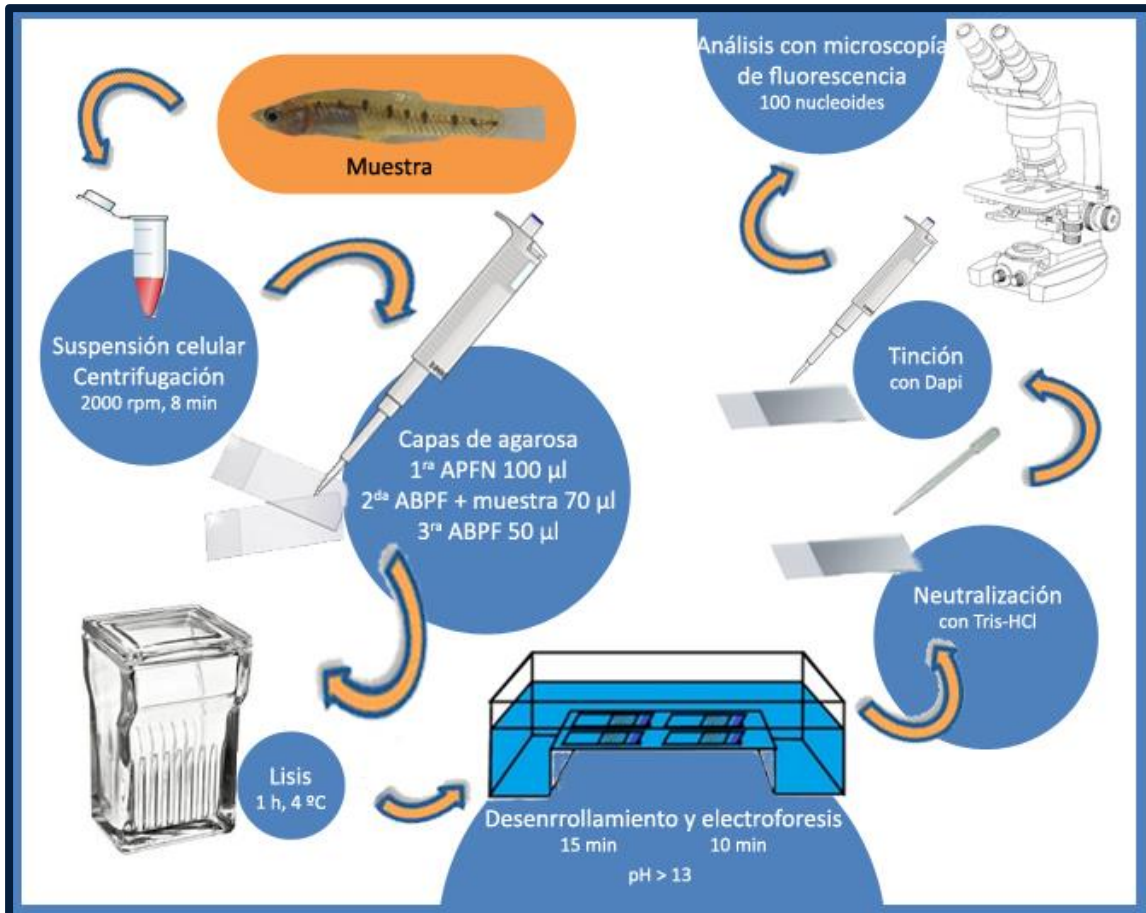 Muestra
Suspensión celular
Centrifugación
2000 rpm, 8 min
Capas de agarosa
1ra APFN 100 µl
2da ABPF + muestra 70 µl
3ra ABPF 50 µl
Lisis
1 h, 4 ºC
Desenrrollamiento y electroforesis
15 min 10 min
pH > 13
Neutralización
con Tris-HCl
Tinción
con Dapi
Análisis con microscopía
de fluorescencia
100 nucleoides